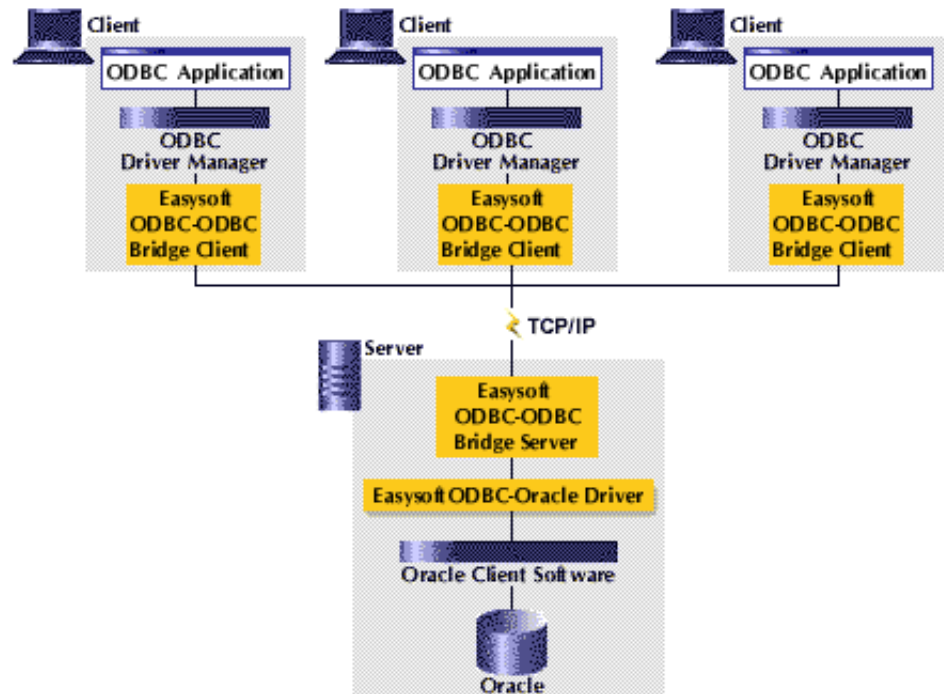 Client
Client
Client
ODBC Application
ODBC Application
ODBC Application
ODBC
Driver Manager
ODBC
Driver Manager
ODBC
Driver Manager
Easysoft
ODBC-ODBC
Bridge Client
Easysoft
ODBC-ODBC
Bridge Client
Easysoft
ODBC-ODBC
Bridge Client
TCP/IP
Server
Easysoft
ODBC-ODBC
Bridge Server
Easysoft ODBC-Oracle Driver
Oracle Client Software
Oracle